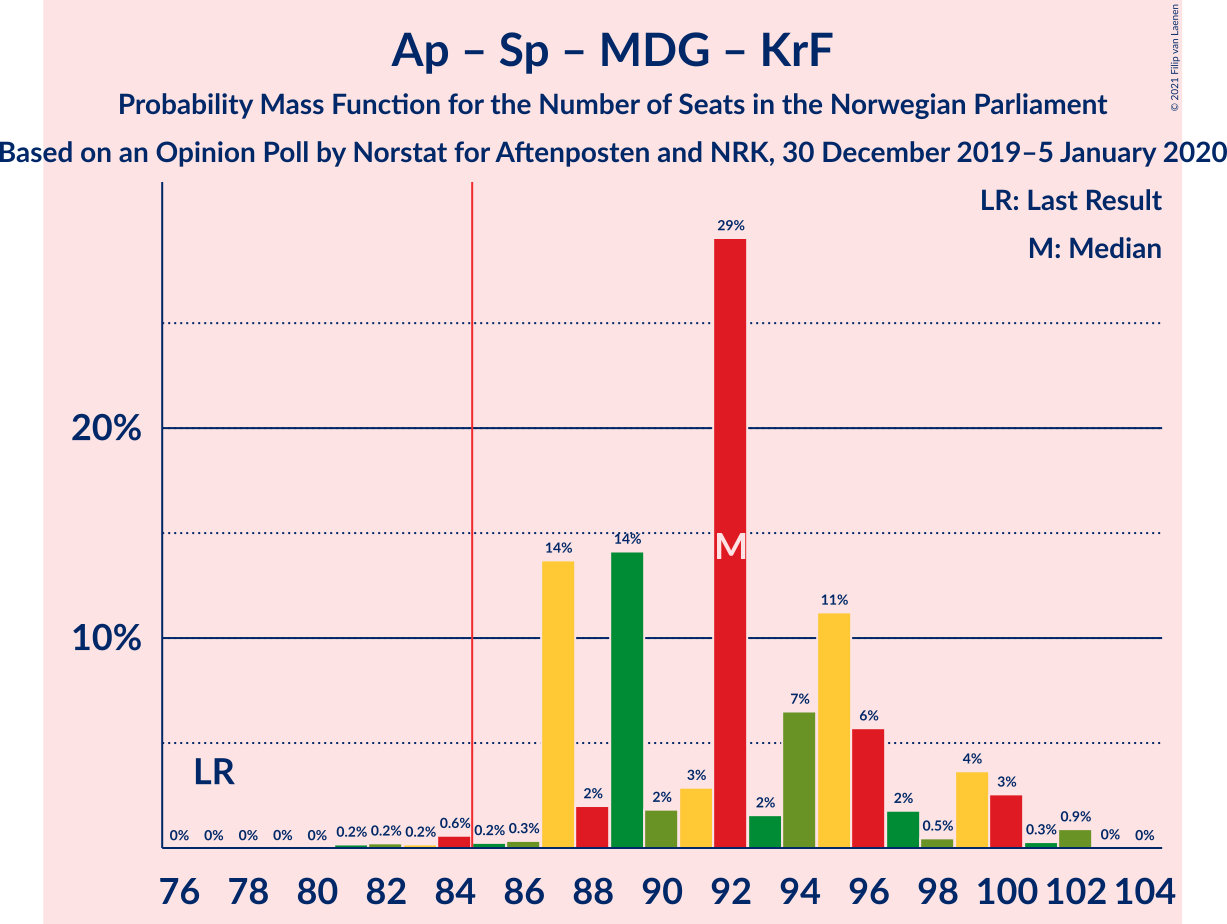 Ap – Sp – MDG – KrF
Probability Mass Function for the Number of Seats in the Norwegian Parliament
Based on an Opinion Poll by Norstat for Aftenposten and NRK, 30 December 2019–5 January 2020
© 2021 Filip van Laenen
LR: Last Result
M: Median
20%
10%
LR
M
0% 0% 0% 0% 0% 0.2% 0.2% 0.2% 0.6% 0.2% 0.3% 14% 2% 14% 2% 3% 29% 2% 7% 11% 6% 2% 0.5% 4% 3% 0.3% 0.9% 0% 0%
76 78 80 82 84 86 88 90 92 94 96 98 100 102 104